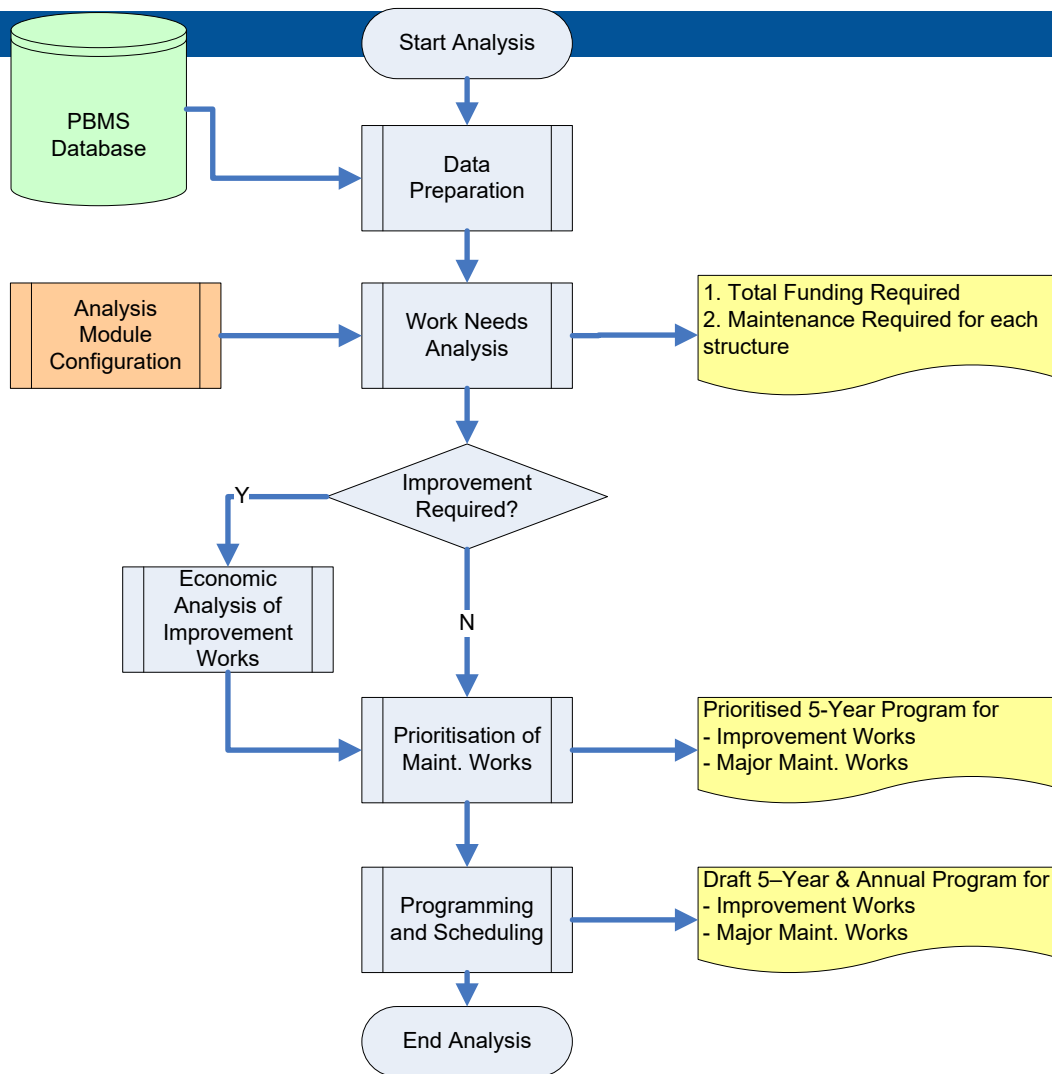 Start Analysis
PBMS
Database
Data
Preparation
Analysis
Module
Configuration
Work Needs
Analysis
1. Total Funding Required
2. Maintenance Required for each
structure
Improvement
Required?
Y
N
Economic
Analysis of
Improvement
Works
Prioritisation of
Maint. Works
Prioritised 5-Year Program for
- Improvement Works
- Major Maint. Works
Programming
and Scheduling
Draft 5–Year & Annual Program for
- Improvement Works
- Major Maint. Works
End Analysis